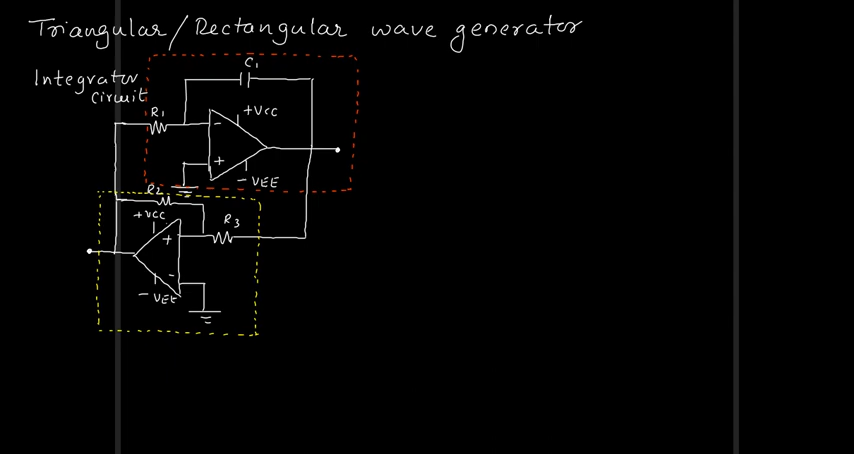 Triangular/Rectangular wave generator
Integrator
circuit
C1
R1
+VCC
-
+
- VEE
R2
+VCC
R3
+
-
- VEE